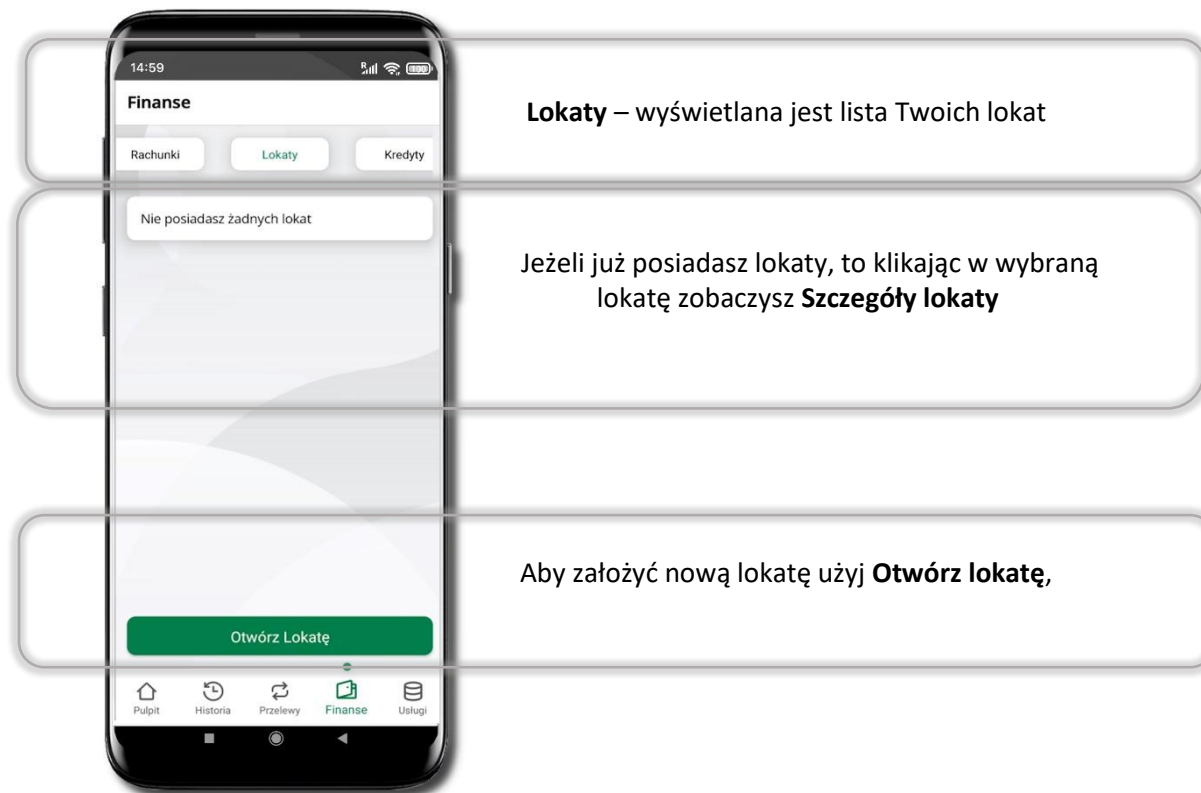 14:59
R
100
Finanse
Rachunki
Lokaty
Kredyty
Nie posiadasz żadnych lokat
Otwórz Lokatę
Pulpit
Historia
Przelewy
Finanse
Usługi
Lokaty – wyświetlana jest lista Twoich lokat
Jeżeli już posiadasz lokaty, to klikając w wybraną
lokatę zobaczysz Szczegóły lokaty
Aby założyć nową lokatę użyj Otwórz lokatę,